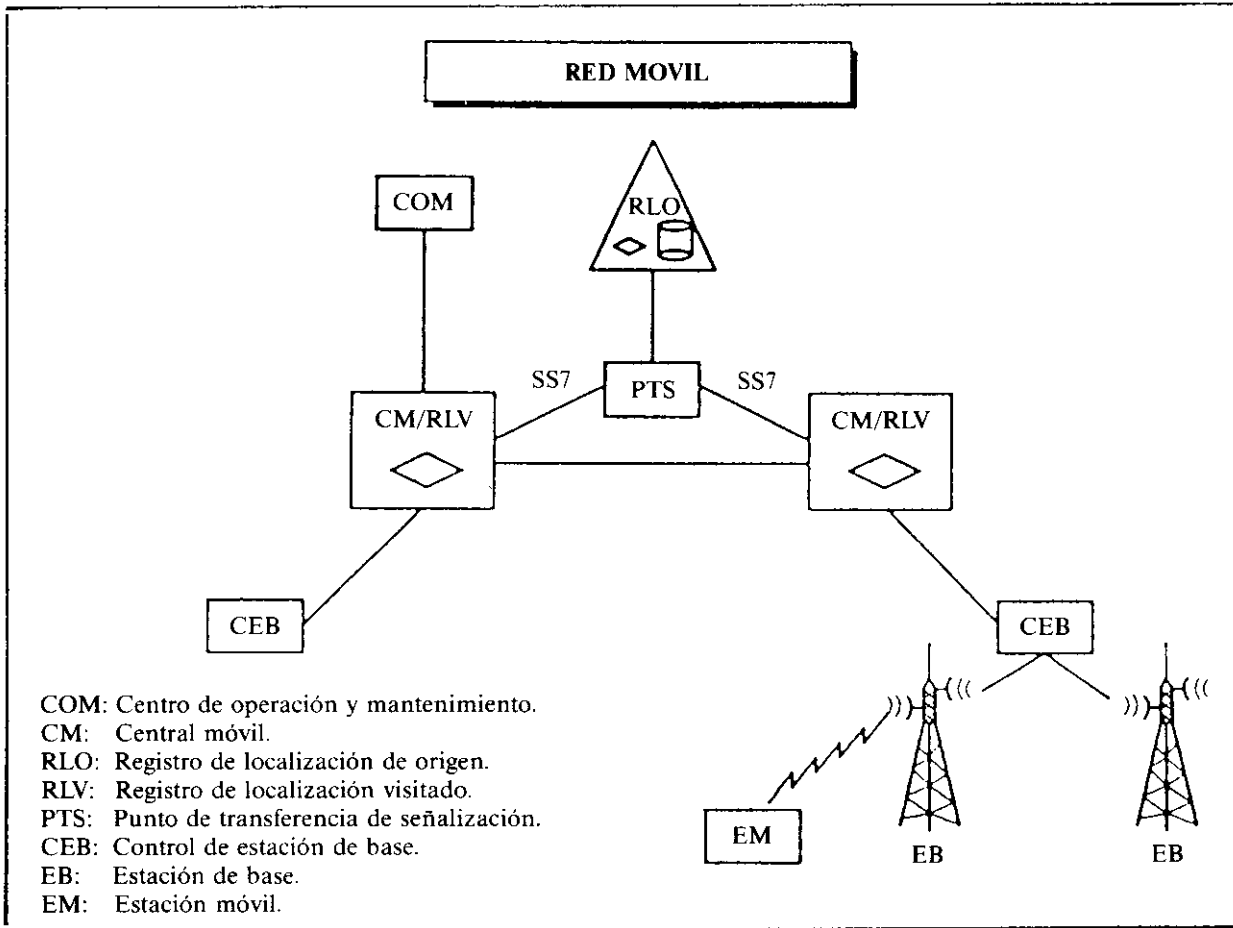 RED MOVIL
COM
RLO
SS7
PTS
SS7
CM/RLV
CM/RLV
CEB
CEB
COM: Centro de operación y mantenimiento.
CM: Central móvil.
RLO: Registro de localización de origen.
RLV: Registro de localización visitado.
PTS: Punto de transferencia de señalización.
CEB: Control de estación de base.
EB: Estación de base.
EM: Estación móvil.
EM
EB
EB